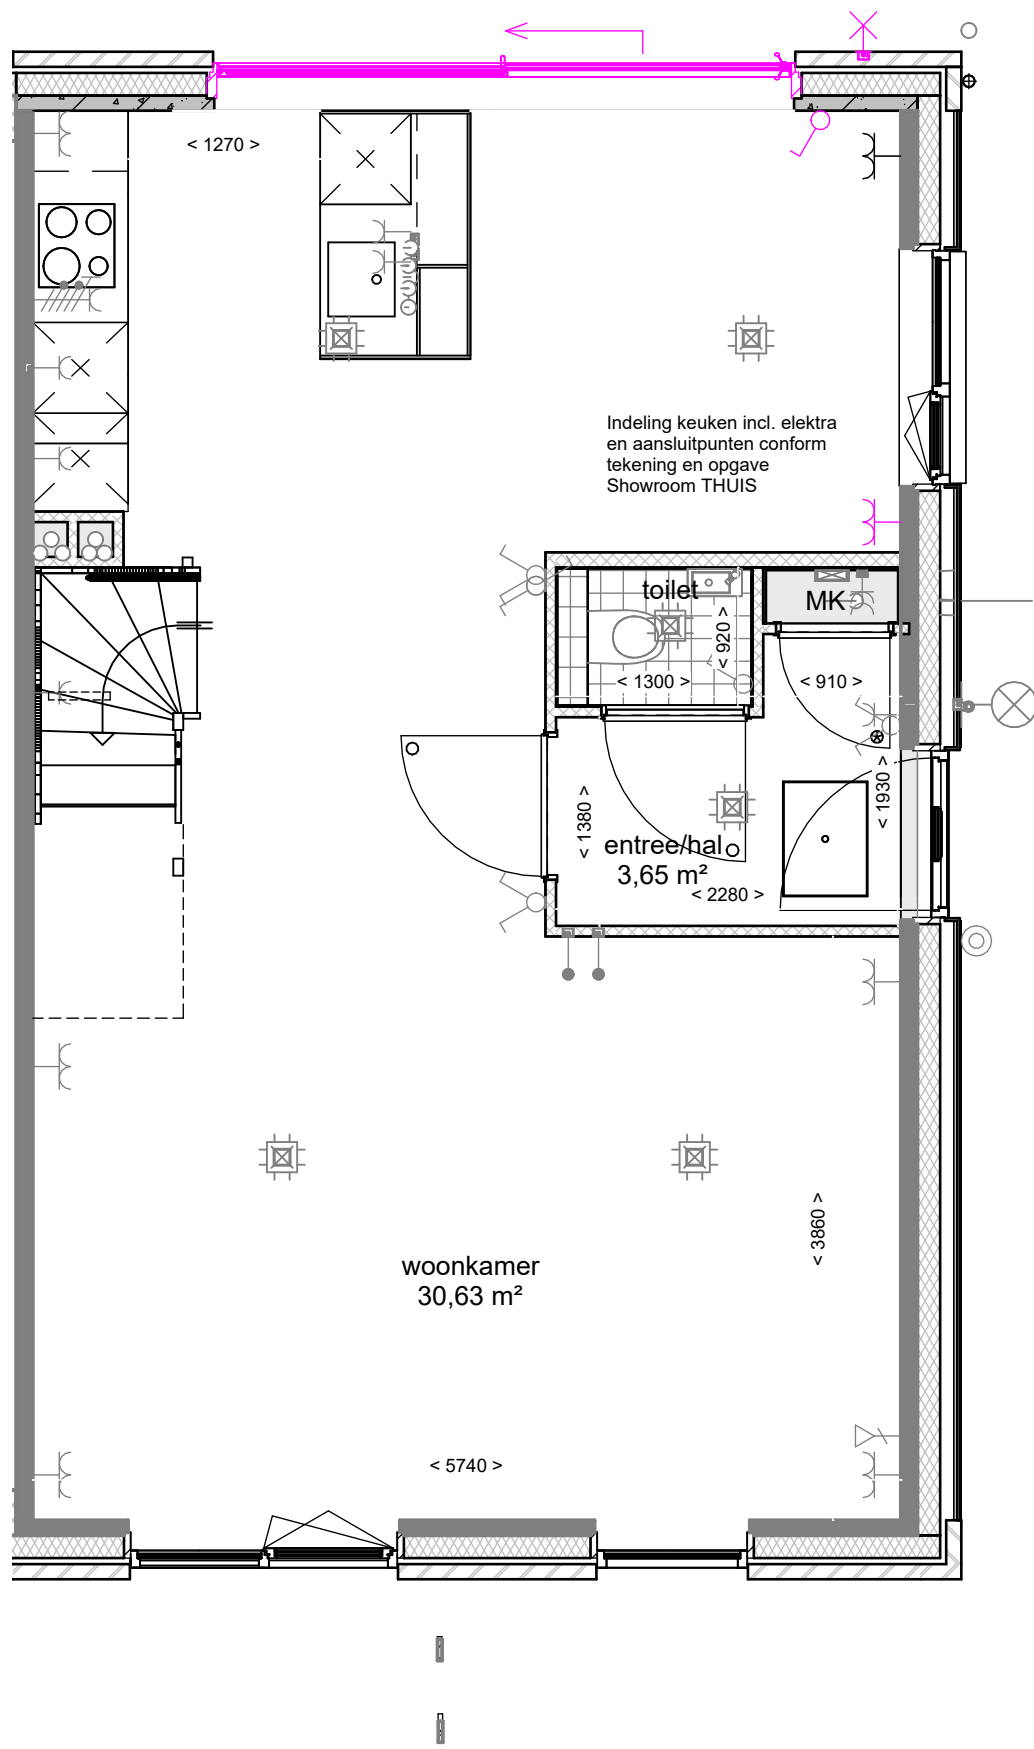 < 1270 >
Indeling keuken incl. elektra
en aansluitpunten conform
tekening en opgave
Showroom THUIS
toilet
MK
< 920 >
< 1300 >
< 910 >
< 1930 >
< 1380 >
entree/hal
3,65 m²
< 2280 >
< 3860 >
woonkamer
30,63 m²
< 5740 >